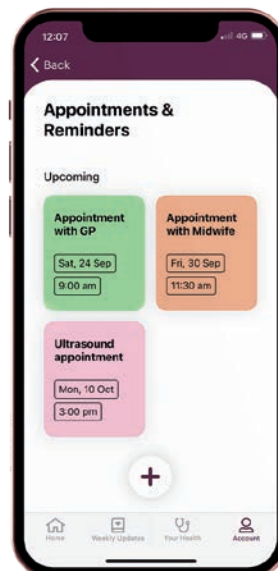 12:07
4G
Back
Appointments &
Reminders
Upcoming
Appointment
with GP
Sat, 24 Sep
9:00 am
Appointment
with Midwife
Fri, 30 Sep
11:30 am
Ultrasound
appointment
Mon, 10 Oct
3:00 pm
+
Home
Weekly Updates
Your Health
Account